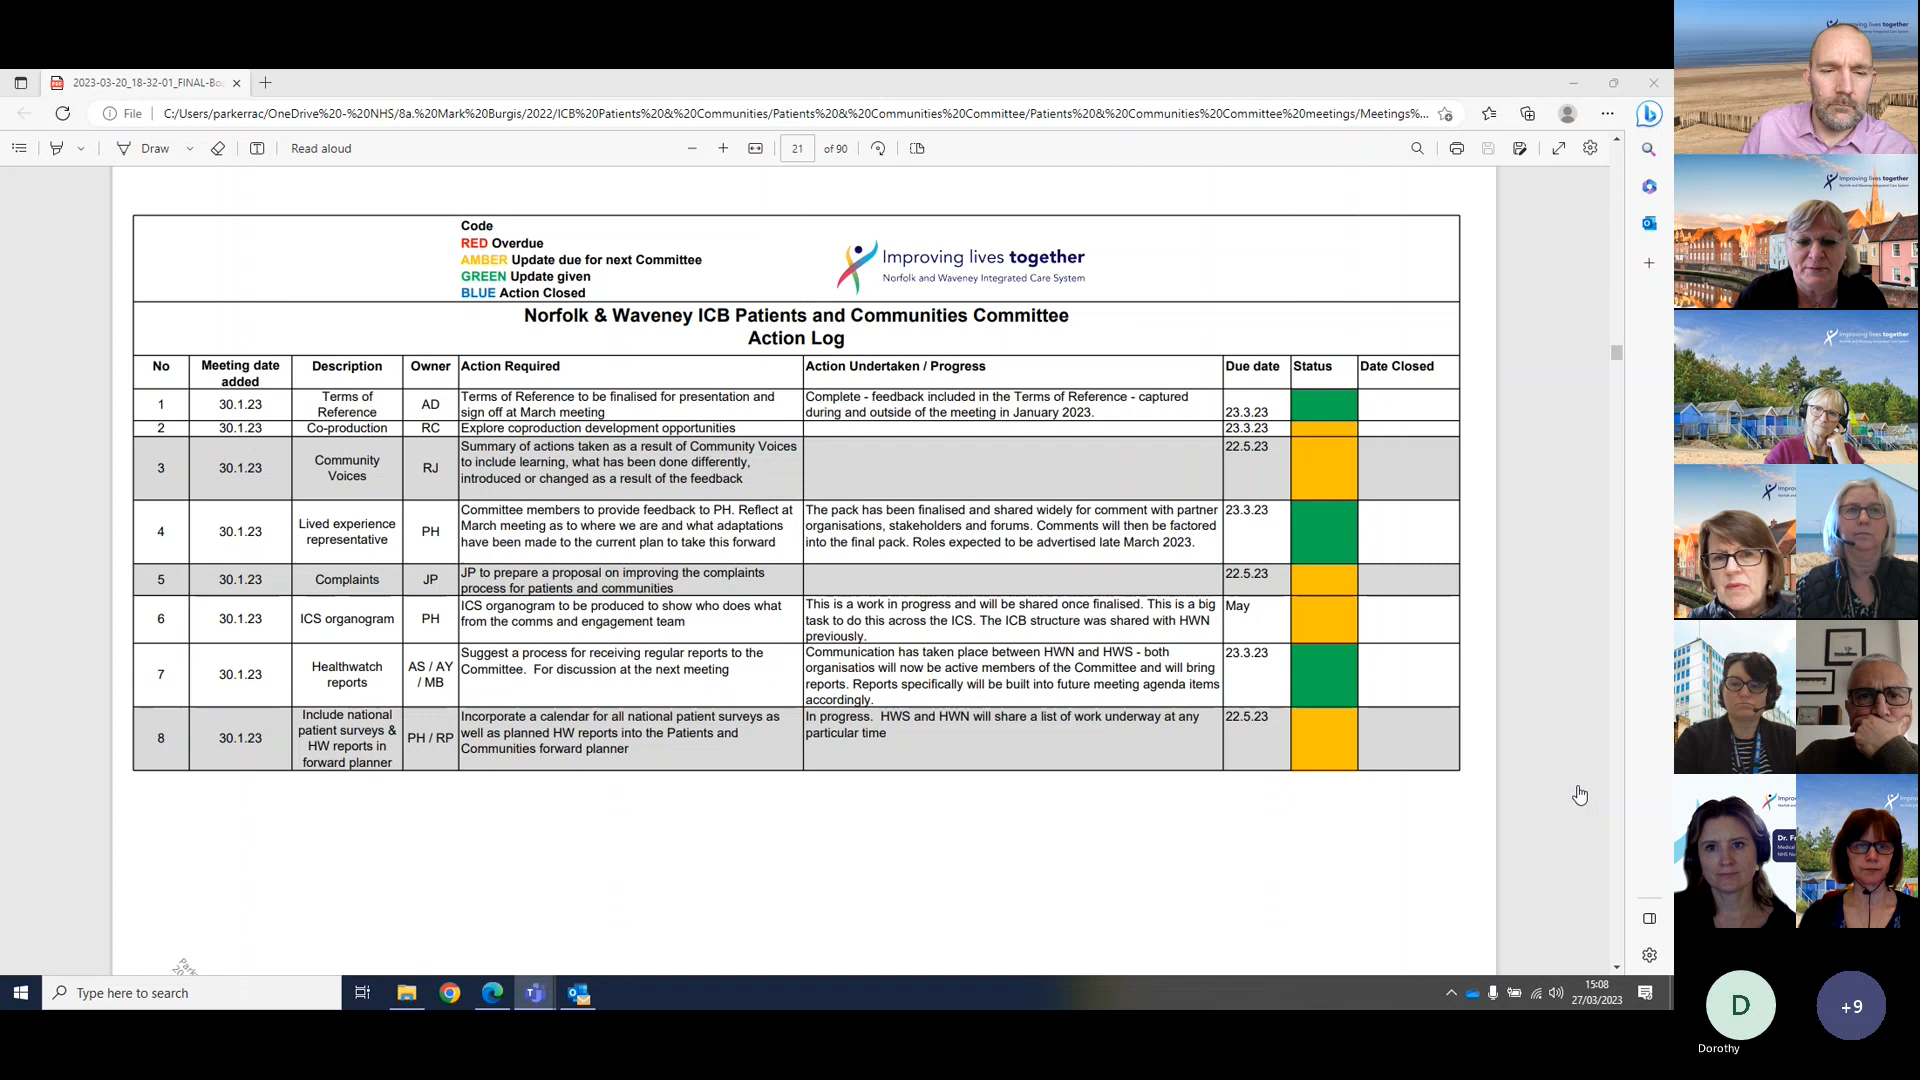 2023-03-20_18-32-01_FINAL-Boa
File
C:/Users/parkerrac/OneDrive%20-%20NHS/8a.%20Mark%20Burgis/2022/ICB%20Patients%20&%20Communities/Patients%20&%20Communities%20Committee/Patients%20&%20Communities%20Committee%20meetings/Meetings%...
Draw
Read aloud
21
of 90
Code
RED Overdue
AMBER Update due for next Committee
GREEN Update given
BLUE Action Closed
Improving lives together
Norfolk and Waveney Integrated Care System
Norfolk & Waveney ICB Patients and Communities Committee
Action Log
No
Meeting date
added
Description
Owner
Action Required
Action Undertaken / Progress
Due date
Status
Date Closed
1
30.1.23
Terms of
Reference
AD
Terms of Reference to be finalised for presentation and
sign off at March meeting
Complete - feedback included in the Terms of Reference - captured
during and outside of the meeting in January 2023.
23.3.23
2
30.1.23
Co-production
RC
Explore coproduction development opportunities
23.3.23
3
30.1.23
Community
Voices
RJ
Summary of actions taken as a result of Community Voices
to include learning, what has been done differently,
introduced or changed as a result of the feedback
22.5.23
4
30.1.23
Lived experience
representative
PH
Committee members to provide feedback to PH. Reflect at
March meeting as to where we are and what adaptations
have been made to the current plan to take this forward
The pack has been finalised and shared widely for comment with partner
organisations, stakeholders and forums. Comments will then be factored
into the final pack. Roles expected to be advertised late March 2023.
23.3.23
5
30.1.23
Complaints
JP
JP to prepare a proposal on improving the complaints
process for patients and communities
22.5.23
6
30.1.23
ICS organogram
PH
ICS organogram to be produced to show who does what
from the comms and engagement team
This is a work in progress and will be shared once finalised. This is a big
task to do this across the ICS. The ICB structure was shared with HWN
previously.
May
7
30.1.23
Healthwatch
reports
AS / AY
/ MB
Suggest a process for receiving regular reports to the
Committee. For discussion at the next meeting
Communication has taken place between HWN and HWS - both
organisatios will now be active members of the Committee and will bring
reports. Reports specifically will be built into future meeting agenda items
accordingly.
23.3.23
8
30.1.23
Include national
patient surveys &
HW reports in
forward planner
PH / RP
Incorporate a calendar for all national patient surveys as
well as planned HW reports into the Patients and
Communities forward planner
In progress. HWS and HWN will share a list of work underway at any
particular time
22.5.23
Type here to search
15:08
27/03/2023
Improving lives together
Improving lives together
Improving lives together
Dr. Fr
Medical
D
Dorothy
+9